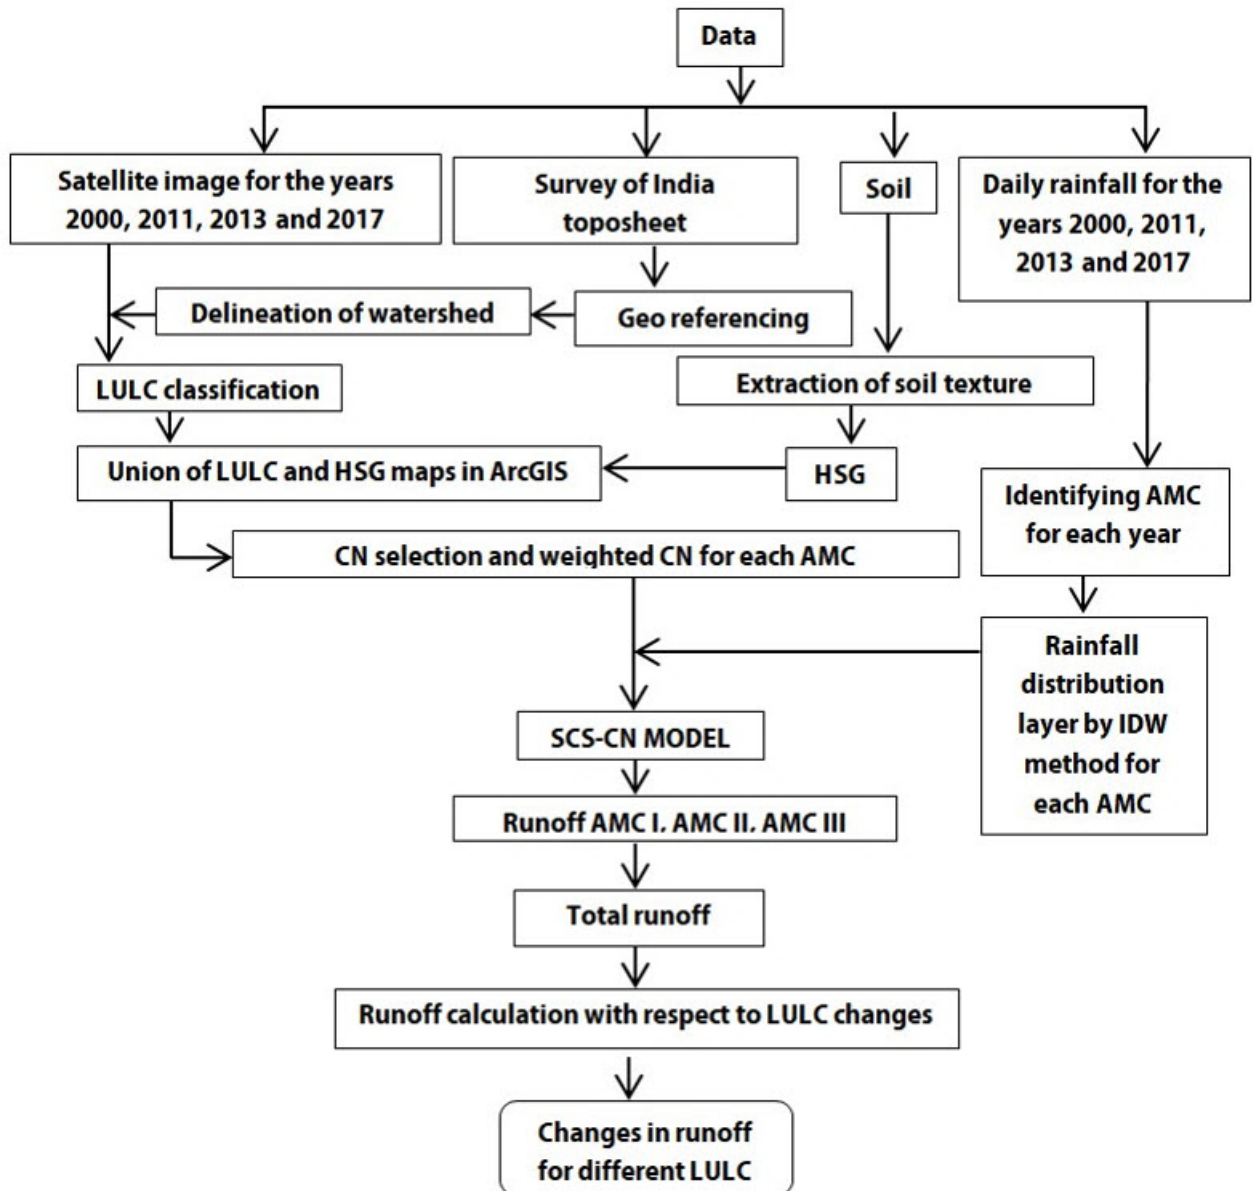 Data
Satellite image for the years
2000, 2011, 2013 and 2017
Survey of India
toposheet
Soil
Daily rainfall for the
years 2000, 2011,
2013 and 2017
Delineation of watershed
Geo referencing
LULC classification
Extraction of soil texture
Union of LULC and HSG maps in ArcGIS
HSG
Identifying AMC
for each year
CN selection and weighted CN for each AMC
Rainfall
distribution
layer by IDW
method for
each AMC
SCS-CN MODEL
Runoff AMC I. AMC II. AMC III
Total runoff
Runoff calculation with respect to LULC changes
Changes in runoff
for different LULC